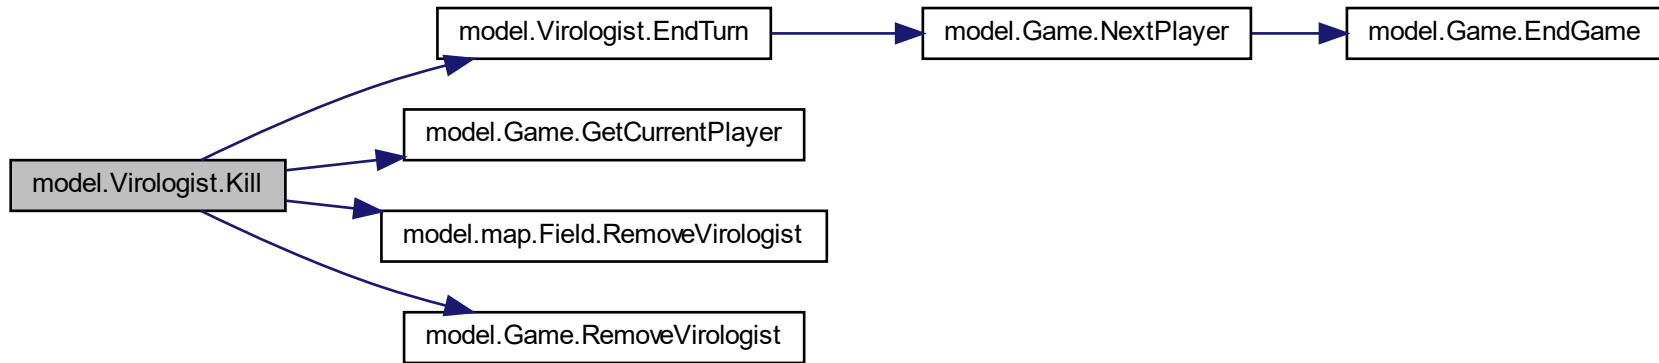 model.Virologist.EndTurn
model.Game.NextPlayer
model.Game.EndGame
model.Game.GetCurrentPlayer
model.Virologist.Kill
model.map.Field.RemoveVirologist
model.Game.RemoveVirologist